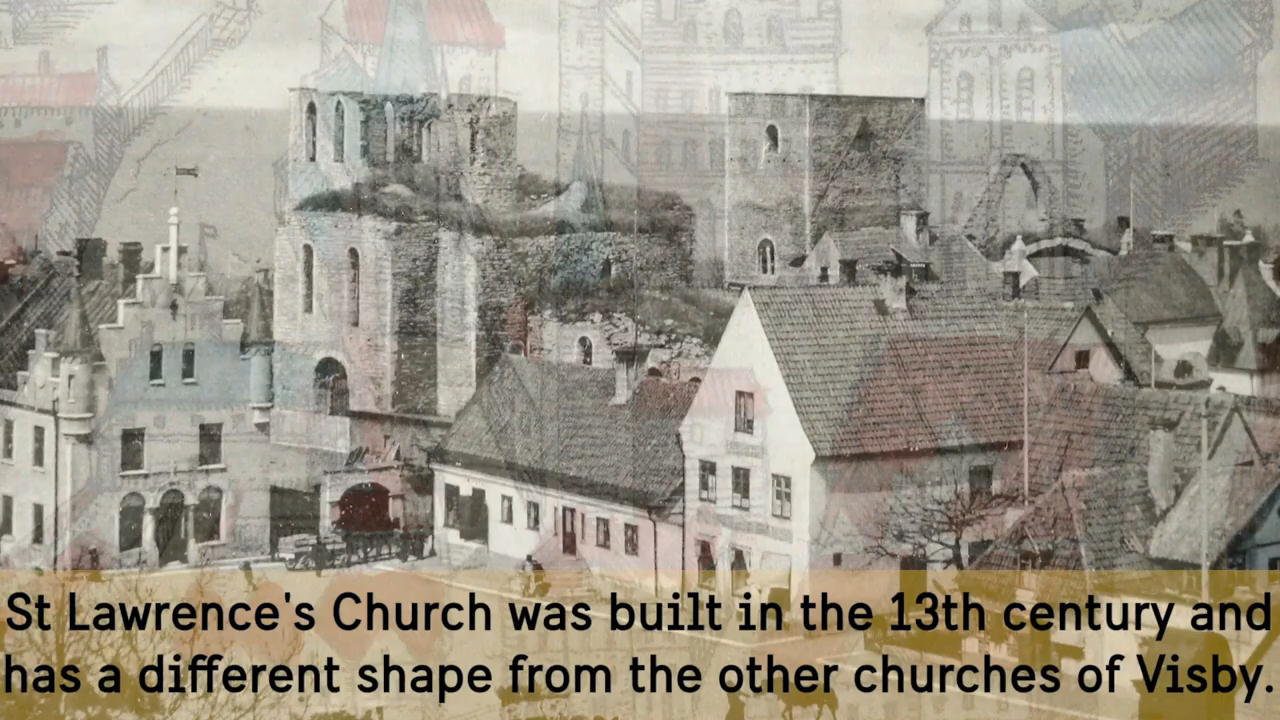 St Lawrence's Church was built in the 13th century and
has a different shape from the other churches of Visby.